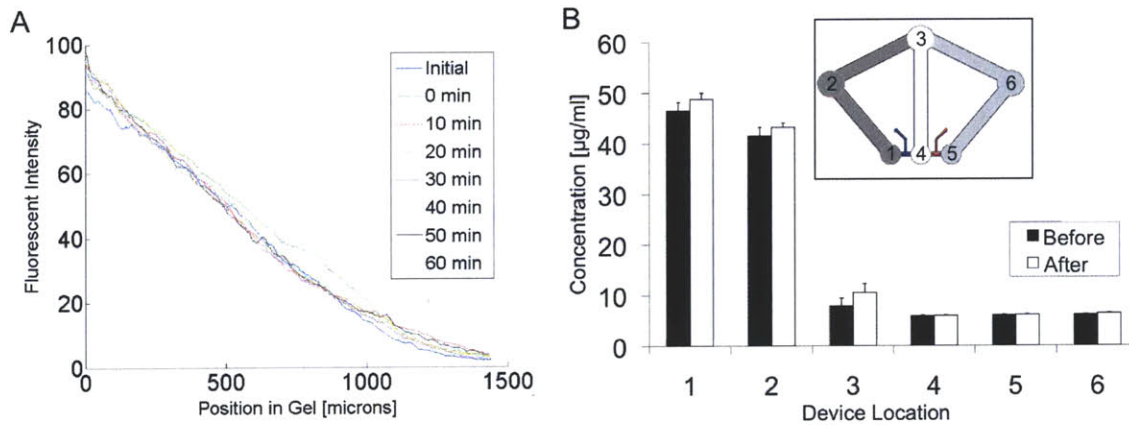 A
100
80
60
40
20
0
Fluorescent Intensity
0 500 1000 1500
Position in Gel [microns]
Initial
0 min
10 min
20 min
30 min
40 min
50 min
60 min
B
60
50
40
30
20
10
0
Concentration [µg/ml]
1 2 3 4 5 6
Device Location
3
2 6
1 4 5
Before
After